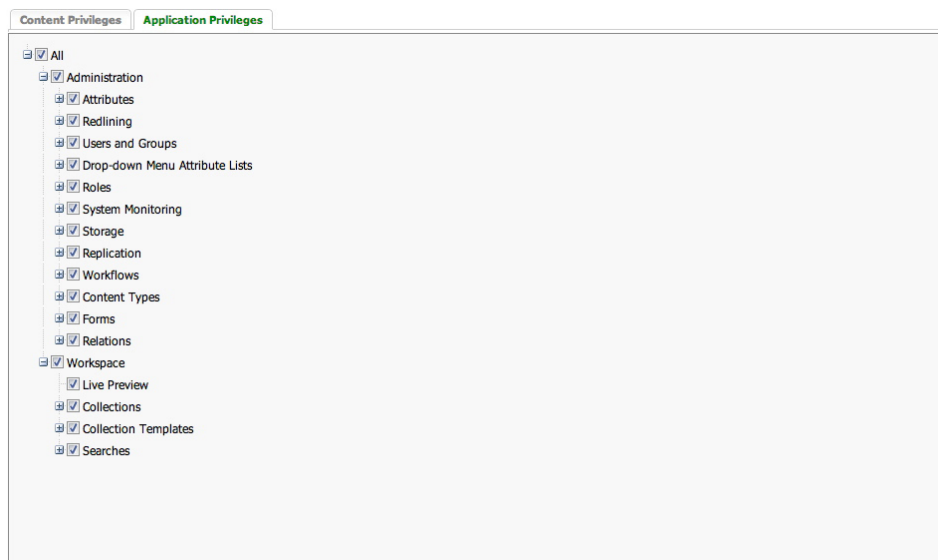 Content Privileges Application Privileges
All
Administration
Attributes
Redlining
Users and Groups
Drop-down Menu Attribute Lists
Roles
System Monitoring
Storage
Replication
Workflows
Content Types
Forms
Relations
Workspace
Live Preview
Collections
Collection Templates
Searches